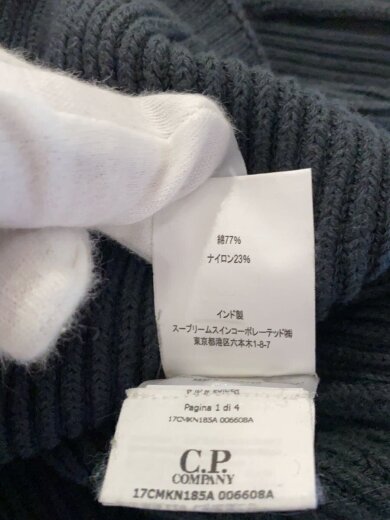 綿77%
ナイロン23%
インド製
スープリームスインコーポレーテッド㈱
東京都港区六本木1-8-7
Pagina 1 di 4
17CMKN185A 006608A
C.P.
COMPANY
17CMKN185A 006608A